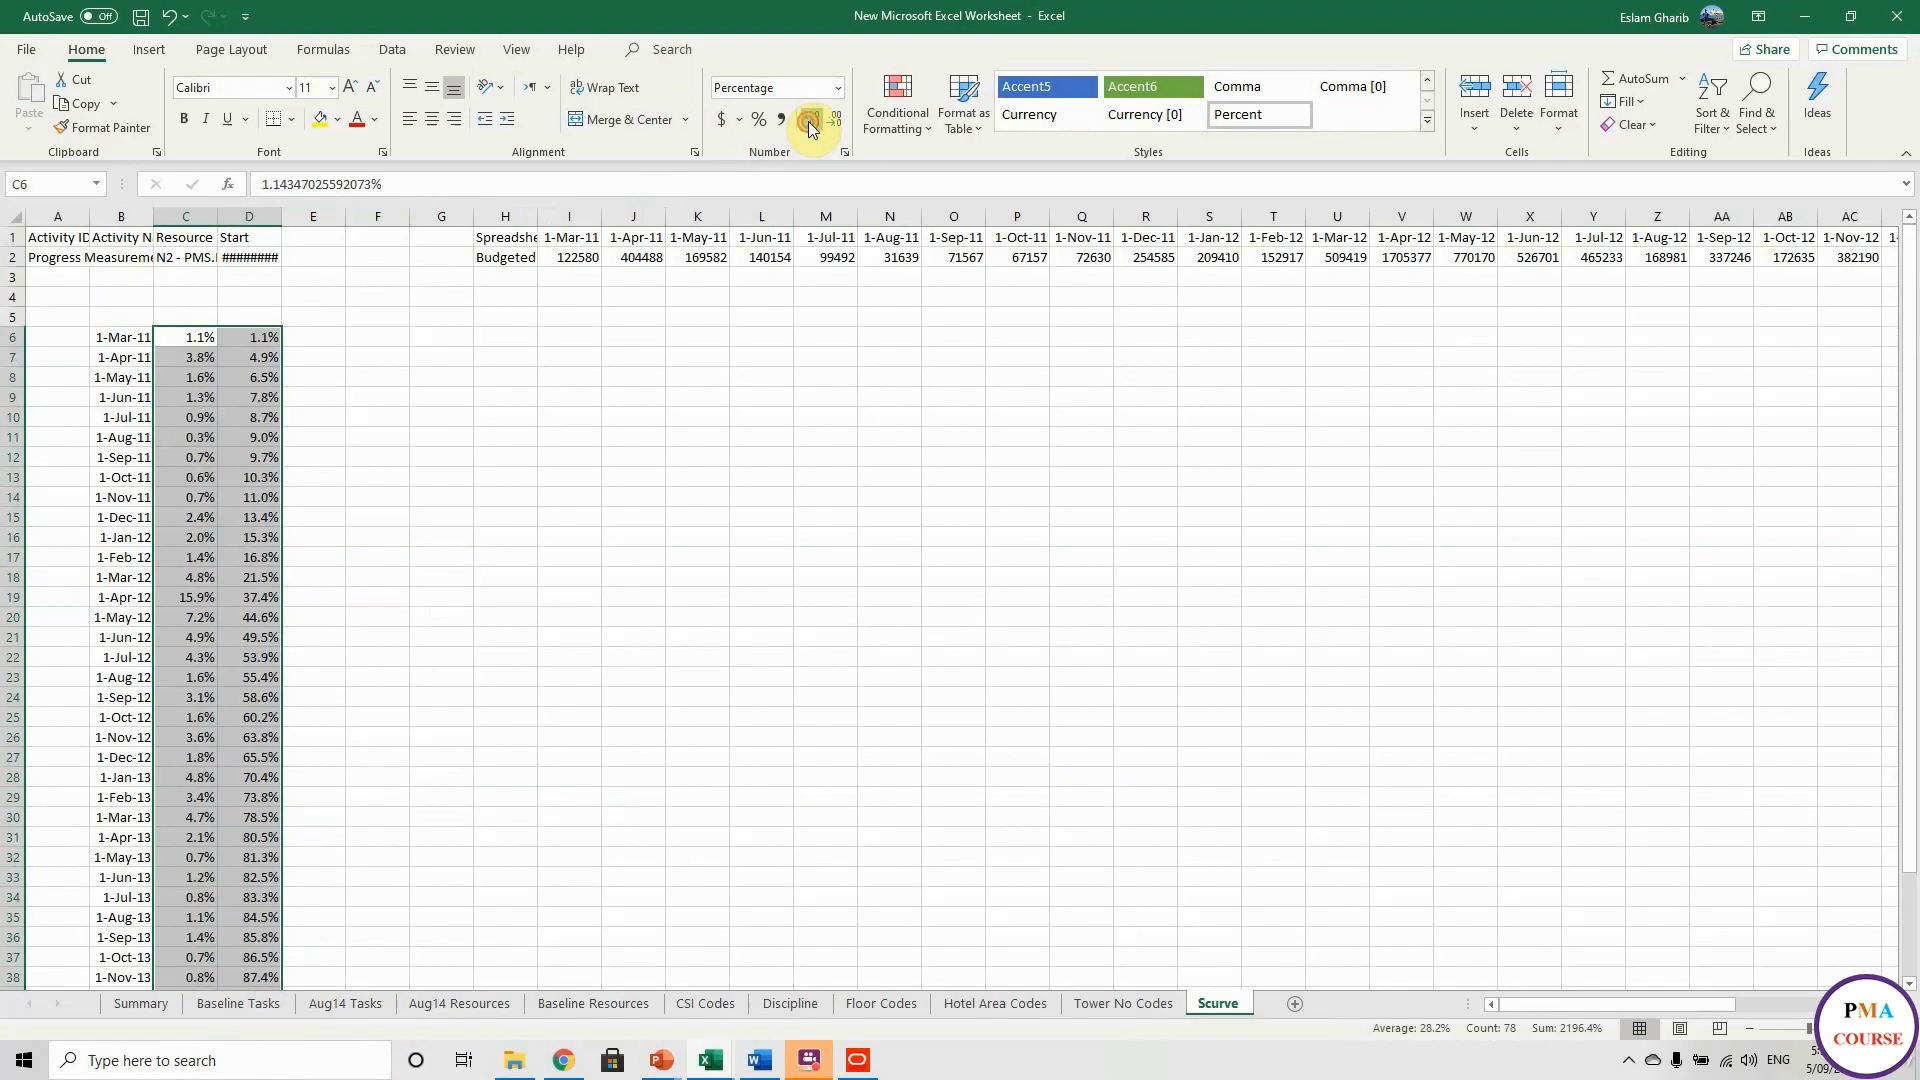 AutoSave Off New Microsoft Excel Worksheet - Excel Eslam Gharib
File Home Insert Page Layout Formulas Data Review View Help Search Share Comments
Paste Cut Copy Format Painter Clipboard
Calibri 11 B I U A Font
Wrap Text Merge & Center Alignment
Percentage $ % Number
Conditional Formatting Format as Table Accent5 Accent6 Comma Comma [0] Currency Currency [0] Percent Styles
Insert Delete Format Cells
AutoSum Fill Clear Sort & Filter Find & Select Editing Ideas Ideas
C6 fx 1.14347025592073%
A B C D E F G H I J K L M N O P Q R S T U V W X Y Z AA AB AC
1 Activity ID Activity N Resource Start Spreadshe 1-Mar-11 1-Apr-11 1-May-11 1-Jun-11 1-Jul-11 1-Aug-11 1-Sep-11 1-Oct-11 1-Nov-11 1-Dec-11 1-Jan-12 1-Feb-12 1-Mar-12 1-Apr-12 1-May-12 1-Jun-12 1-Jul-12 1-Aug-12 1-Sep-12 1-Oct-12 1-Nov-12
2 Progress Measureme N2 - PMS. ######## Budgeted 122580 404488 169582 140154 99492 31639 71567 67157 72630 254585 209410 152917 509419 1705377 770170 526701 465233 168981 337246 172635 382190
3
4
5
6 1-Mar-11 1.1% 1.1%
7 1-Apr-11 3.8% 4.9%
8 1-May-11 1.6% 6.5%
9 1-Jun-11 1.3% 7.8%
10 1-Jul-11 0.9% 8.7%
11 1-Aug-11 0.3% 9.0%
12 1-Sep-11 0.7% 9.7%
13 1-Oct-11 0.6% 10.3%
14 1-Nov-11 0.7% 11.0%
15 1-Dec-11 2.4% 13.4%
16 1-Jan-12 2.0% 15.3%
17 1-Feb-12 1.4% 16.8%
18 1-Mar-12 4.8% 21.5%
19 1-Apr-12 15.9% 37.4%
20 1-May-12 7.2% 44.6%
21 1-Jun-12 4.9% 49.5%
22 1-Jul-12 4.3% 53.9%
23 1-Aug-12 1.6% 55.4%
24 1-Sep-12 3.1% 58.6%
25 1-Oct-12 1.6% 60.2%
26 1-Nov-12 3.6% 63.8%
27 1-Dec-12 1.8% 65.5%
28 1-Jan-13 4.8% 70.4%
29 1-Feb-13 3.4% 73.8%
30 1-Mar-13 4.7% 78.5%
31 1-Apr-13 2.1% 80.5%
32 1-May-13 0.7% 81.3%
33 1-Jun-13 1.2% 82.5%
34 1-Jul-13 0.8% 83.3%
35 1-Aug-13 1.1% 84.5%
36 1-Sep-13 1.4% 85.8%
37 1-Oct-13 0.7% 86.5%
38 1-Nov-13 0.8% 87.4%
Summary Baseline Tasks Aug14 Tasks Aug14 Resources Baseline Resources CSI Codes Discipline Floor Codes Hotel Area Codes Tower No Codes Scurve
Average: 28.2% Count: 78 Sum: 2196.4%
PMA COURSE
Type here to search ENG